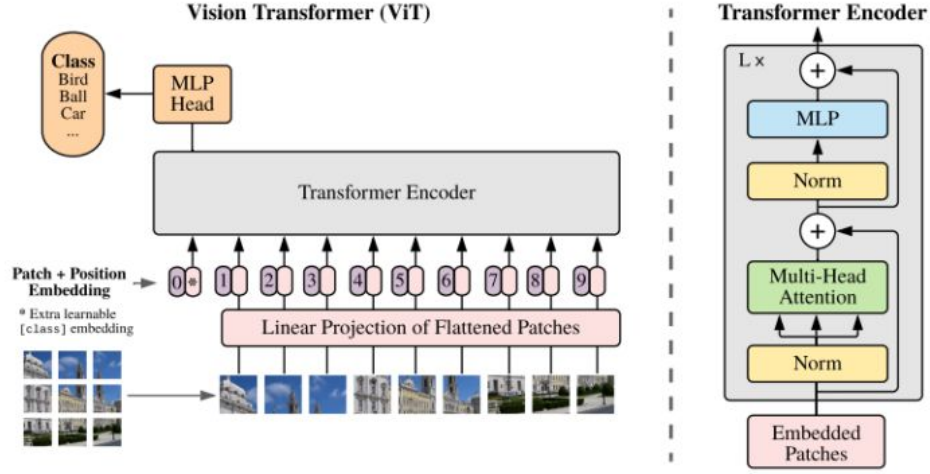 Vision Transformer (ViT)
Class
Bird
Ball
Car
...
MLP
Head
Transformer Encoder
Patch + Position
Embedding
* Extra learnable
[class] embedding
0 *
1
2
3
4
5
6
7
8
9
Linear Projection of Flattened Patches
Transformer Encoder
L ×
+
MLP
Norm
+
Multi-Head
Attention
Norm
Embedded
Patches